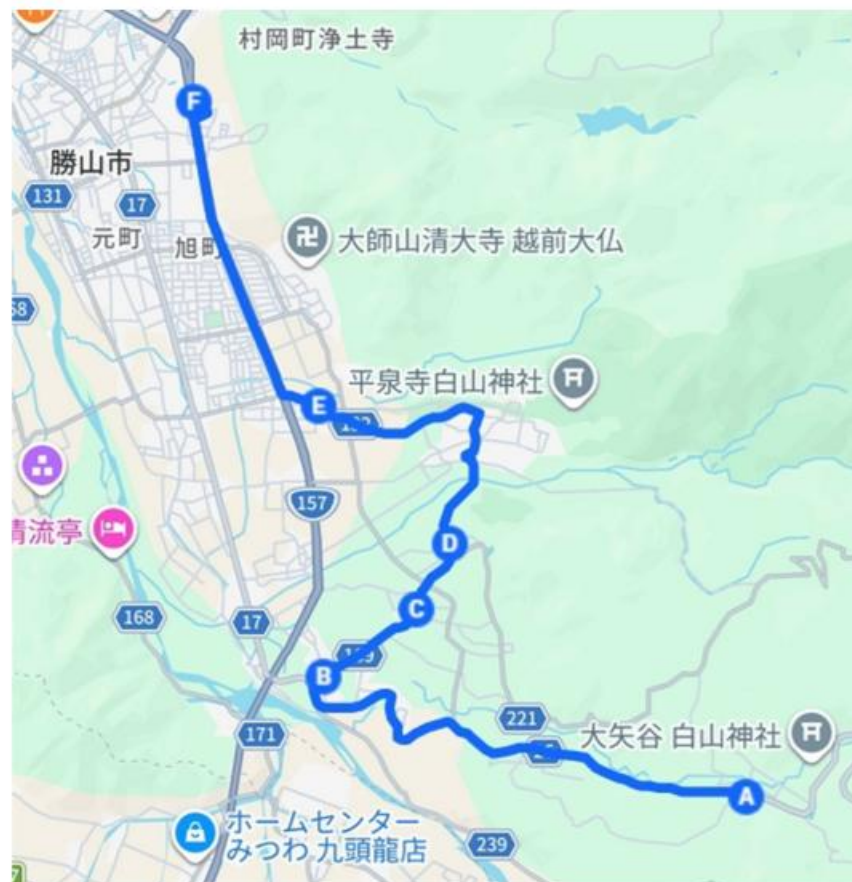 村岡町浄土寺
F
勝山市
131
17
元町
旭町
大師山清大寺 越前大仏
平泉寺白山神社
E
157
清流亭
D
168
17
C
B
221
171
大矢谷 白山神社
A
ホームセンター
みつわ 九頭龍店
239